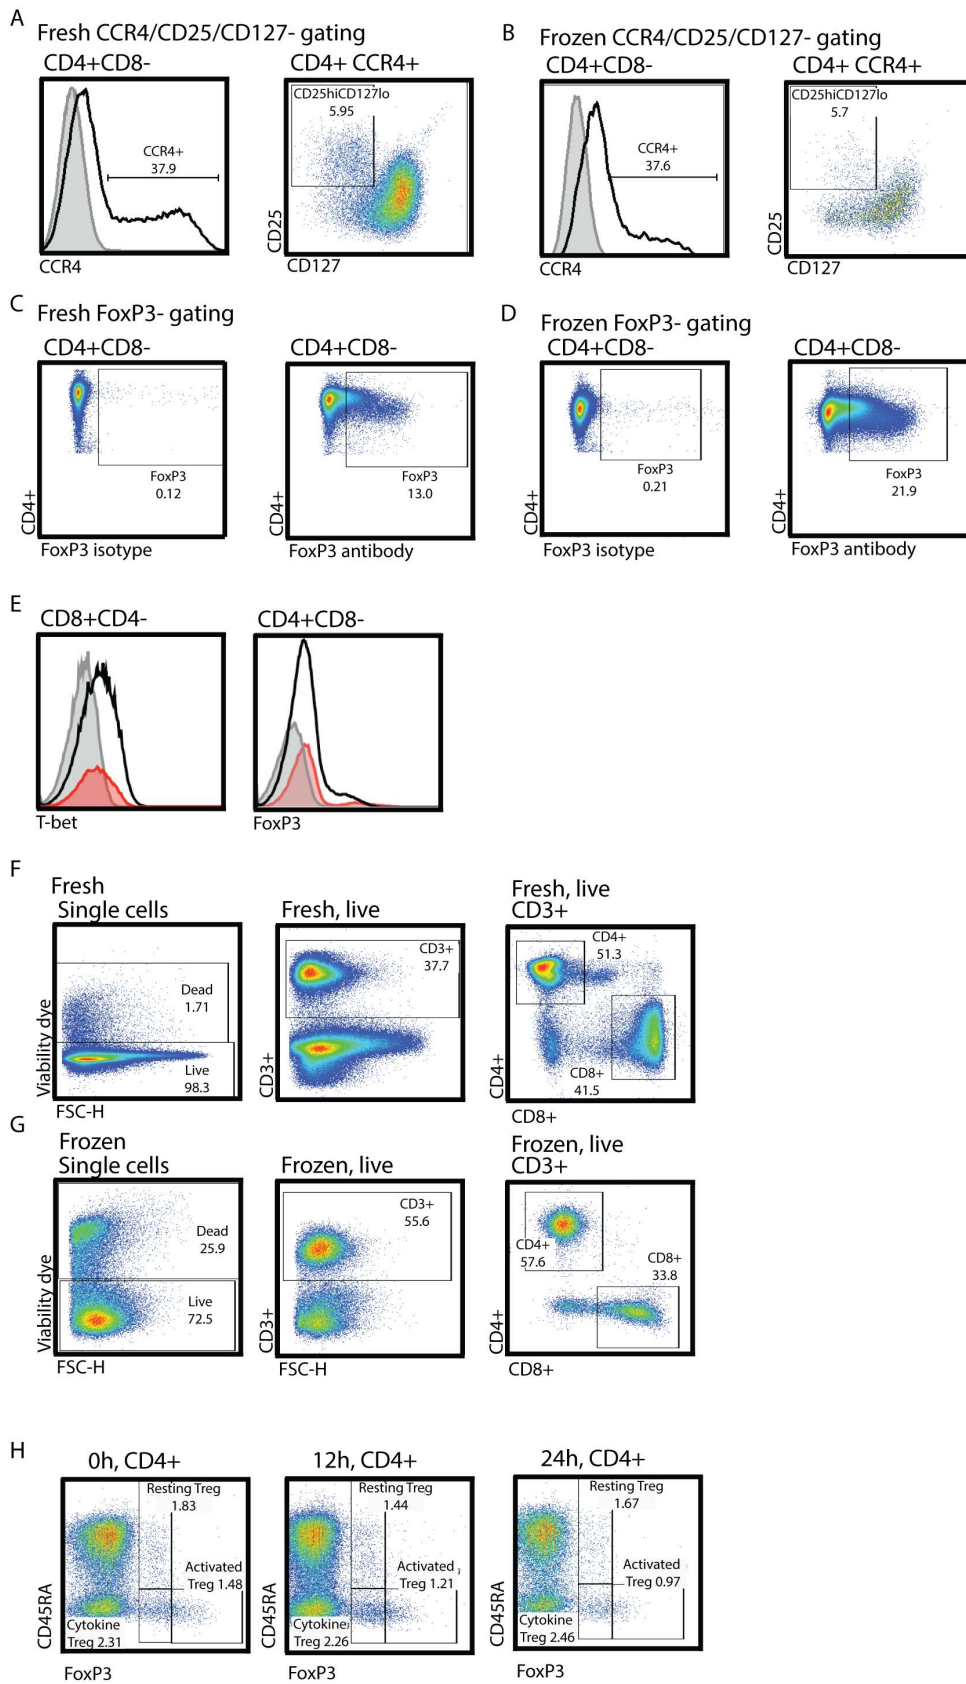 A
Fresh CCR4/CD25/CD127- gating
CD4+CD8-
CCR4+
37.9
CCR4
CD4+ CCR4+
CD25hiCD127lo
5.95
CD25
CD127
B
Frozen CCR4/CD25/CD127- gating
CD4+CD8-
CCR4+
37.6
CCR4
CD4+ CCR4+
CD25hiCD127lo
5.7
CD25
CD127
C
Fresh FoxP3- gating
CD4+CD8-
FoxP3
0.12
CD4+
FoxP3 isotype
CD4+CD8-
FoxP3
13.0
CD4+
FoxP3 antibody
D
Frozen FoxP3- gating
CD4+CD8-
FoxP3
0.21
CD4+
FoxP3 isotype
CD4+CD8-
FoxP3
21.9
CD4+
FoxP3 antibody
E
CD8+CD4-
T-bet
CD4+CD8-
FoxP3
F
Fresh
Single cells
Dead
1.71
Live
98.3
Viability dye
FSC-H
Fresh, live
CD3+
37.7
CD3+
Fresh, live
CD3+
CD4+
51.3
CD8+
41.5
CD4+
CD8+
G
Frozen
Single cells
Dead
25.9
Live
72.5
Viability dye
FSC-H
Frozen, live
CD3+
55.6
CD3+
FSC-H
Frozen, live
CD3+
CD4+
57.6
CD8+
33.8
CD4+
CD8+
H
0h, CD4+
Resting Treg
1.83
Activated
Treg 1.48
Cytokine
Treg 2.31
CD45RA
FoxP3
12h, CD4+
Resting Treg
1.44
Activated
Treg 1.21
Cytokine
Treg 2.26
CD45RA
FoxP3
24h, CD4+
Resting Treg
1.67
Activated
Treg 0.97
Cytokine
Treg 2.46
CD45RA
FoxP3